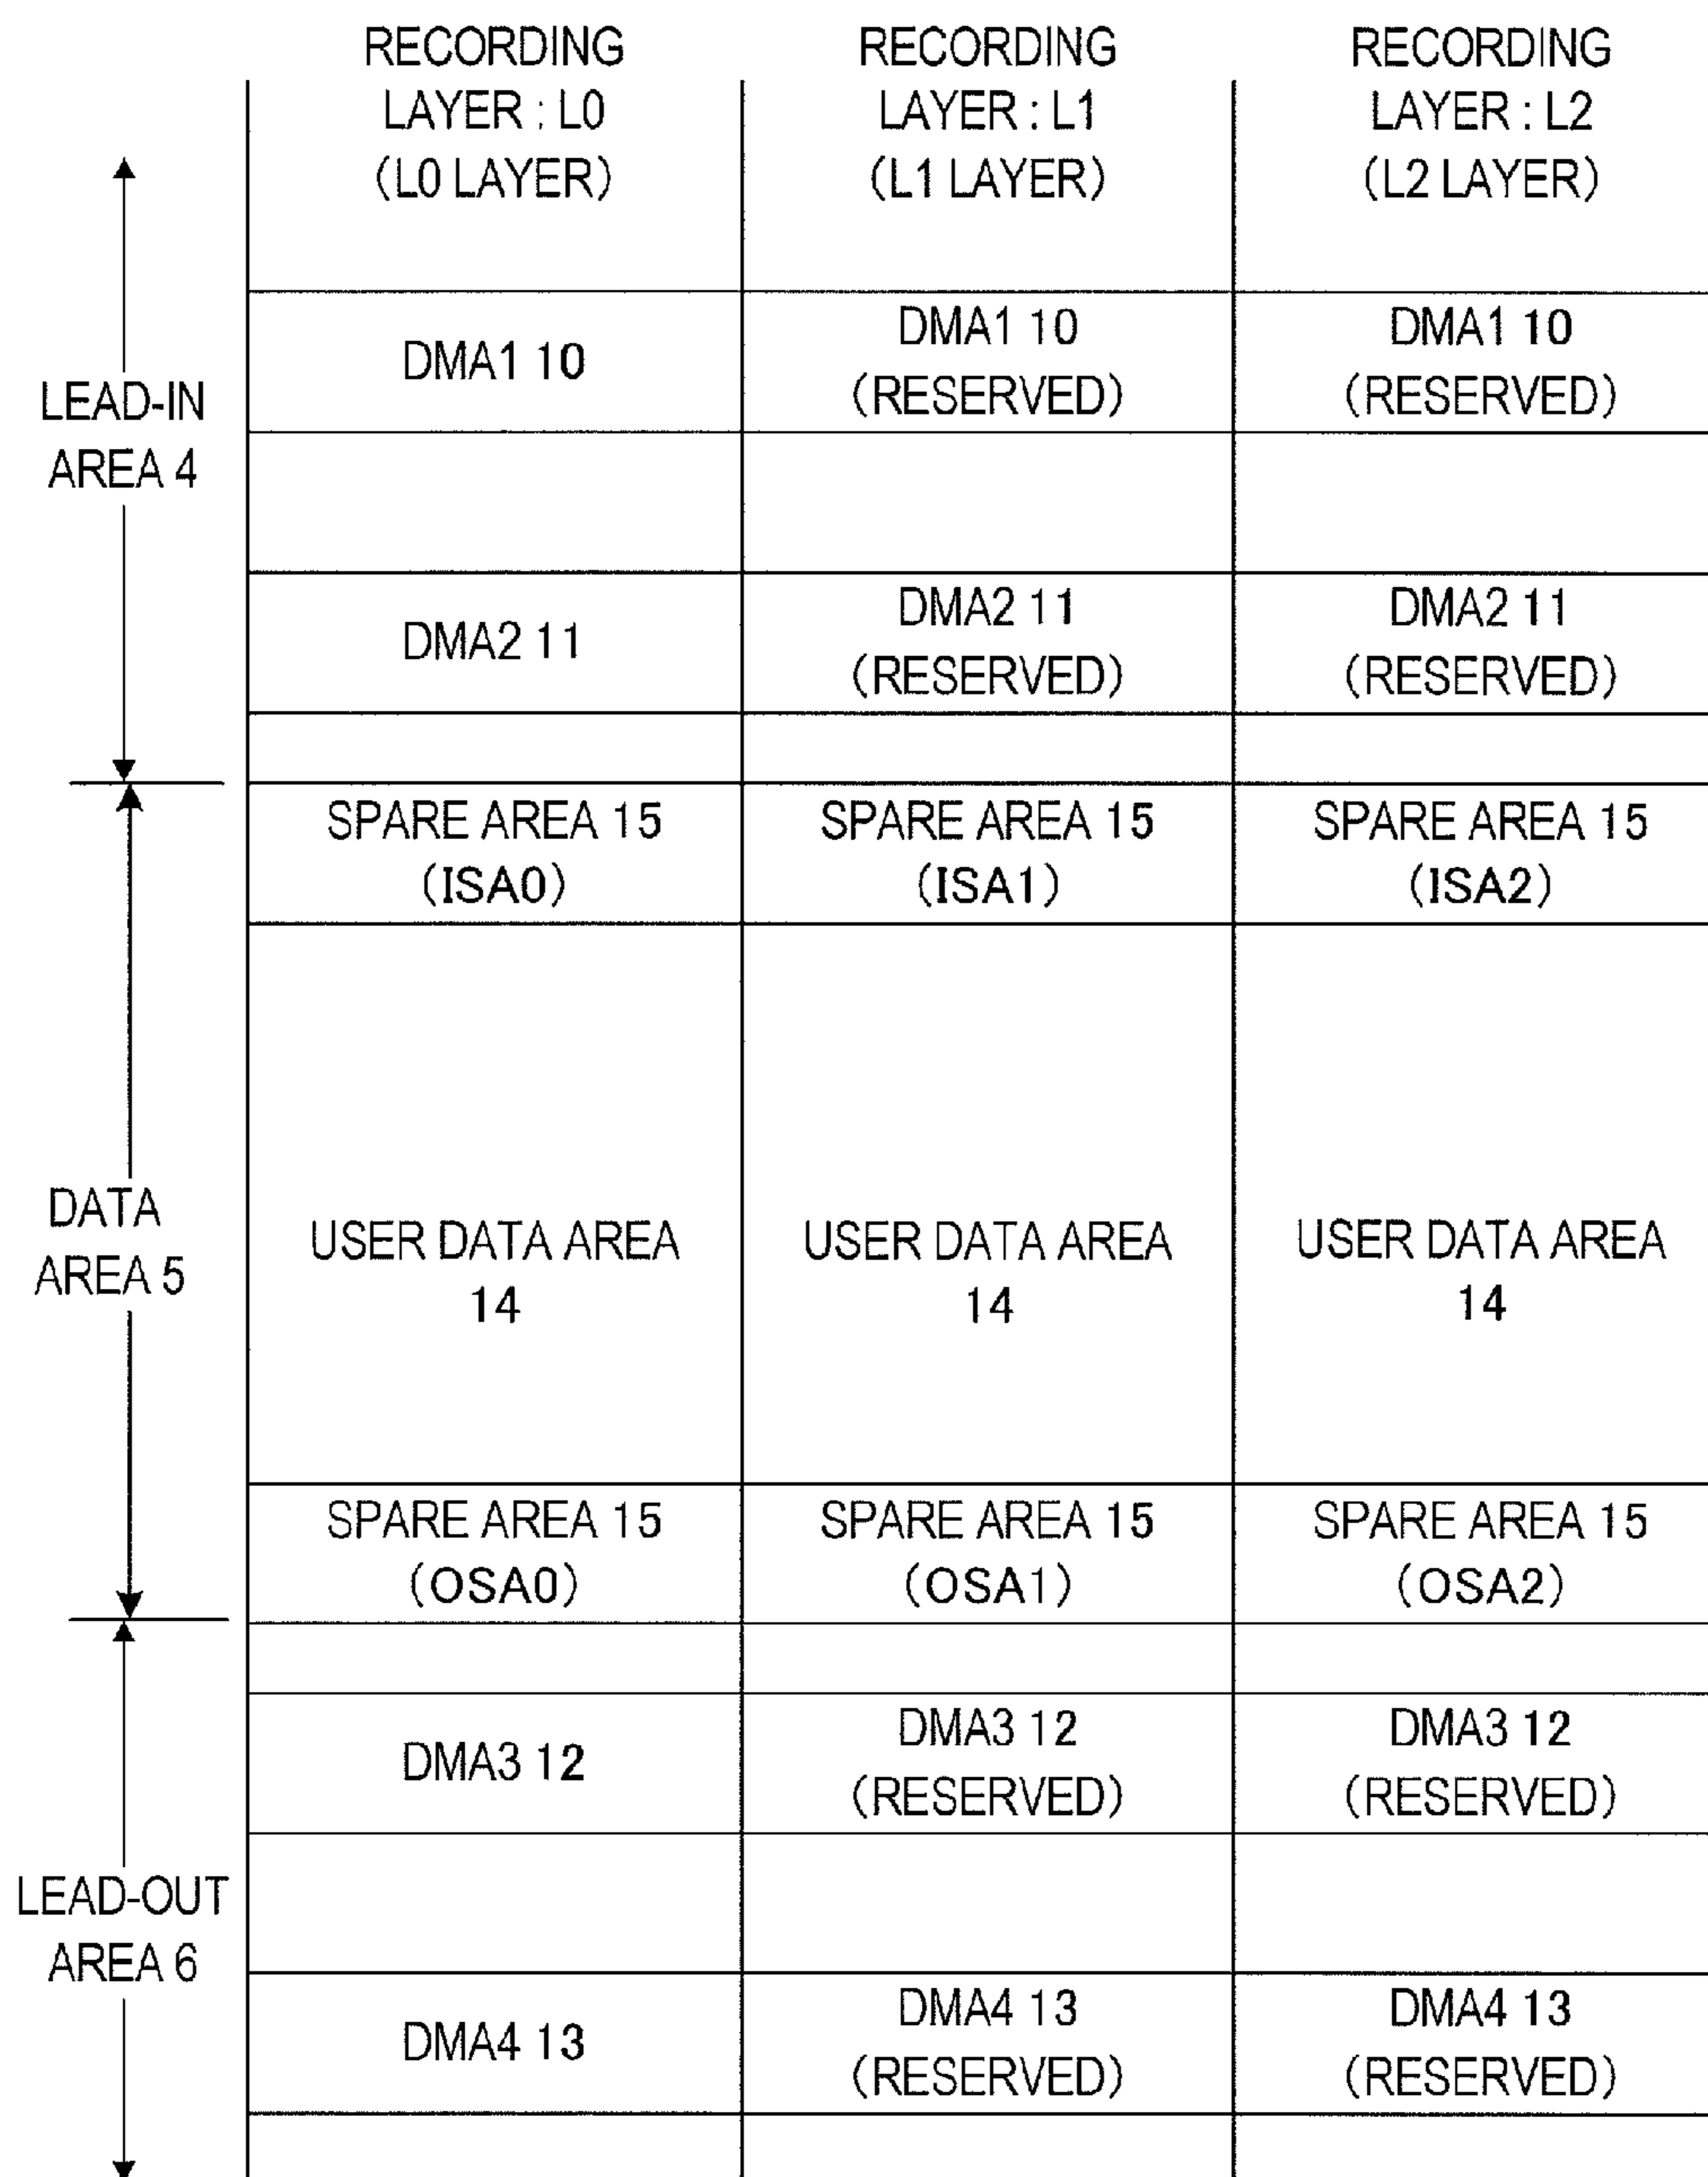 RECORDING
LAYER : L0
(L0 LAYER)
RECORDING
LAYER : L1
(L1 LAYER)
RECORDING
LAYER : L2
(L2 LAYER)
LEAD-IN
AREA 4
DMA1 10
DMA1 10
(RESERVED)
DMA1 10
(RESERVED)
DMA2 11
DMA2 11
(RESERVED)
DMA2 11
(RESERVED)
DATA
AREA 5
SPARE AREA 15
(ISA0)
SPARE AREA 15
(ISA1)
SPARE AREA 15
(ISA2)
USER DATA AREA
14
USER DATA AREA
14
USER DATA AREA
14
SPARE AREA 15
(OSA0)
SPARE AREA 15
(OSA1)
SPARE AREA 15
(OSA2)
LEAD-OUT
AREA 6
DMA3 12
DMA3 12
(RESERVED)
DMA3 12
(RESERVED)
DMA4 13
DMA4 13
(RESERVED)
DMA4 13
(RESERVED)